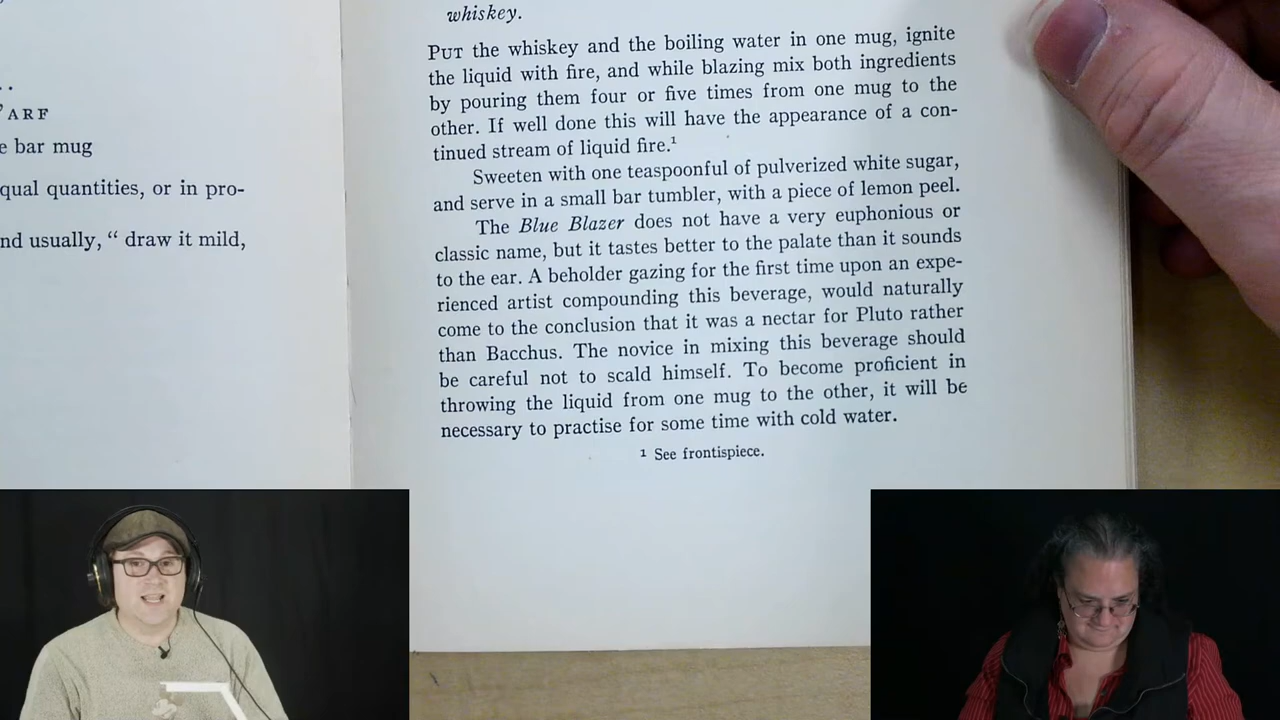 ..
'ARF
e bar mug
qual quantities, or in pro-
nd usually, “ draw it mild,
whiskey.
PUT the whiskey and the boiling water in one mug, ignite
the liquid with fire, and while blazing mix both ingredients
by pouring them four or five times from one mug to the
other. If well done this will have the appearance of a con-
tinued stream of liquid fire.¹
Sweeten with one teaspoonful of pulverized white sugar,
and serve in a small bar tumbler, with a piece of lemon peel.
The Blue Blazer does not have a very euphonious or
classic name, but it tastes better to the palate than it sounds
to the ear. A beholder gazing for the first time upon an expe-
rienced artist compounding this beverage, would naturally
come to the conclusion that it was a nectar for Pluto rather
than Bacchus. The novice in mixing this beverage should
be careful not to scald himself. To become proficient in
throwing the liquid from one mug to the other, it will be
necessary to practise for some time with cold water.
¹ See frontispiece.